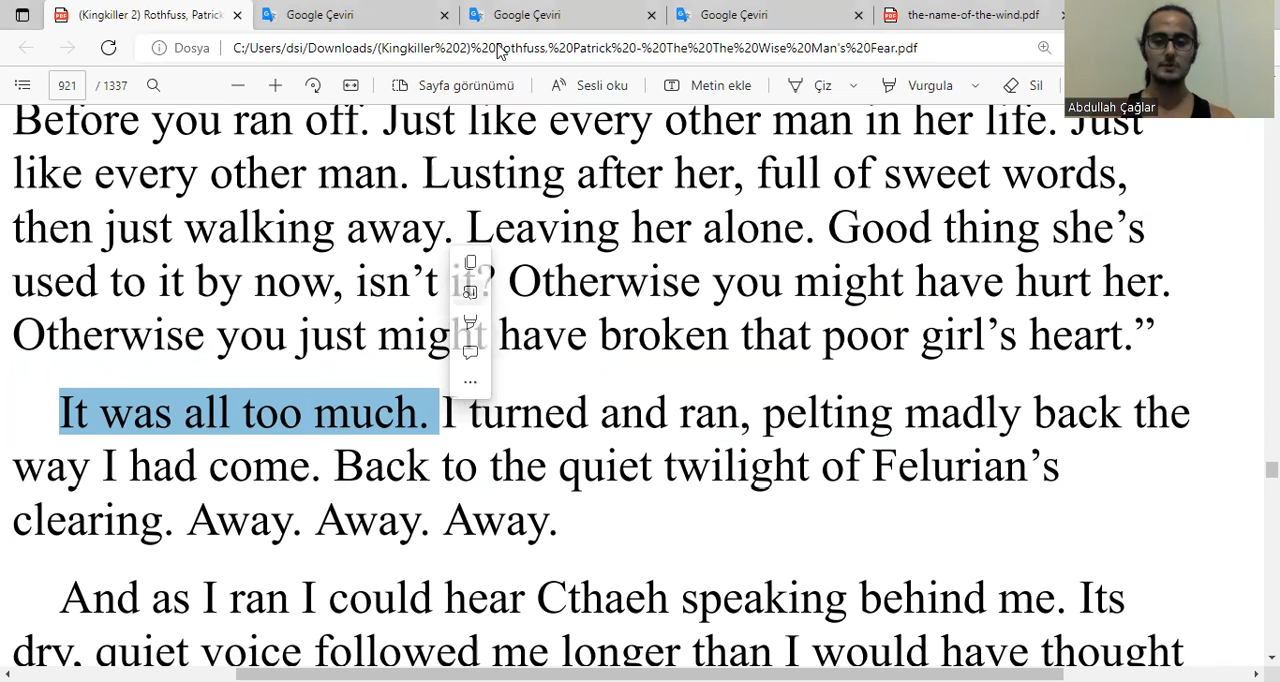 (Kingkiller 2) Rothfuss, Patrick
Google Çeviri
Google Çeviri
Google Çeviri
the-name-of-the-wind.pdf
Dosya
C:/Users/dsi/Downloads/(Kingkiller%202)%20Rothfuss,%20Patrick%20-%20The%20The%20Wise%20Man's%20Fear.pdf
921 / 1337
Sayfa görünümü
Sesli oku
Metin ekle
Çiz
Vurgula
Sil
Abdullah Çağlar
Before you ran off. Just like every other man in her life. Just
like every other man. Lusting after her, full of sweet words,
then just walking away. Leaving her alone. Good thing she's
used to it by now, isn't it? Otherwise you might have hurt her.
Otherwise you just might have broken that poor girl's heart.”
It was all too much. I turned and ran, pelting madly back the
way I had come. Back to the quiet twilight of Felurian's
clearing. Away. Away. Away.
And as I ran I could hear Cthaeh speaking behind me. Its
dry, quiet voice followed me longer than I would have thought